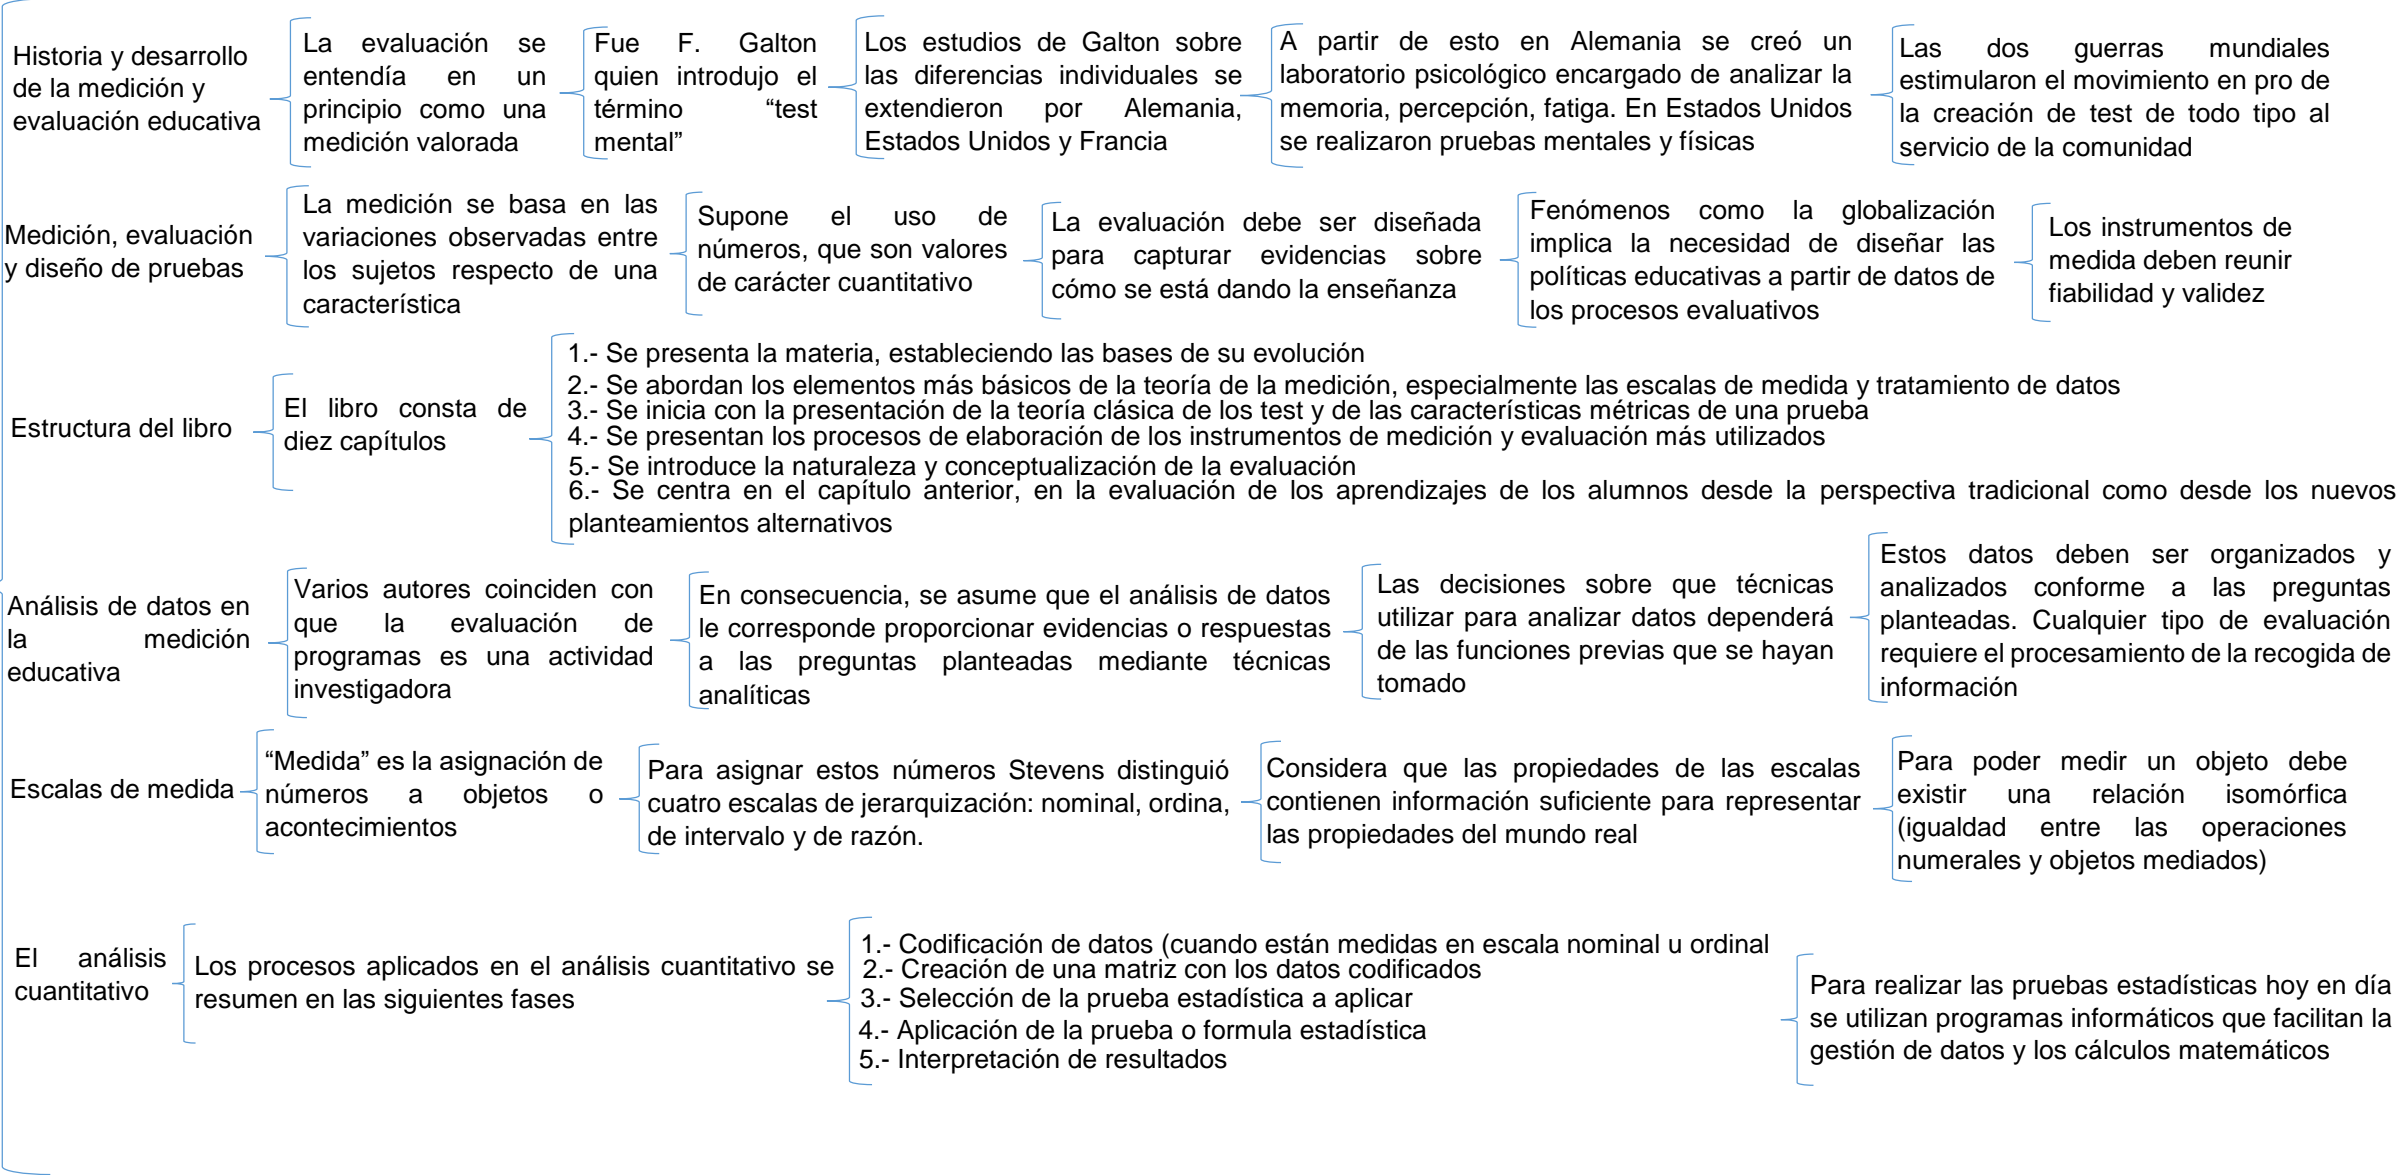 Historia y desarrollo
de la medición y
evaluación educativa
La evaluación se
entendía en un
principio como una
medición valorada
Fue F. Galton
quien introdujo el
término “test
mental”
Los estudios de Galton sobre
las diferencias individuales se
extendieron por Alemania,
Estados Unidos y Francia
A partir de esto en Alemania se creó un
laboratorio psicológico encargado de analizar la
memoria, percepción, fatiga. En Estados Unidos
se realizaron pruebas mentales y físicas
Las dos guerras mundiales
estimularon el movimiento en pro de
la creación de test de todo tipo al
servicio de la comunidad
Medición, evaluación
y diseño de pruebas
La medición se basa en las
variaciones observadas entre
los sujetos respecto de una
característica
Supone el uso de
números, que son valores
de carácter cuantitativo
La evaluación debe ser diseñada
para capturar evidencias sobre
cómo se está dando la enseñanza
Fenómenos como la globalización
implica la necesidad de diseñar las
políticas educativas a partir de datos de
los procesos evaluativos
Los instrumentos de
medida deben reunir
fiabilidad y validez
Estructura del libro
El libro consta de
diez capítulos
1.- Se presenta la materia, estableciendo las bases de su evolución
2.- Se abordan los elementos más básicos de la teoría de la medición, especialmente las escalas de medida y tratamiento de datos
3.- Se inicia con la presentación de la teoría clásica de los test y de las características métricas de una prueba
4.- Se presentan los procesos de elaboración de los instrumentos de medición y evaluación más utilizados
5.- Se introduce la naturaleza y conceptualización de la evaluación
6.- Se centra en el capítulo anterior, en la evaluación de los aprendizajes de los alumnos desde la perspectiva tradicional como desde los nuevos
planteamientos alternativos
Análisis de datos en
la medición
educativa
Varios autores coinciden con
que la evaluación de
programas es una actividad
investigadora
En consecuencia, se asume que el análisis de datos
le corresponde proporcionar evidencias o respuestas
a las preguntas planteadas mediante técnicas
analíticas
Las decisiones sobre que técnicas
utilizar para analizar datos dependerá
de las funciones previas que se hayan
tomado
Estos datos deben ser organizados y
analizados conforme a las preguntas
planteadas. Cualquier tipo de evaluación
requiere el procesamiento de la recogida de
información
Escalas de medida
“Medida” es la asignación de
números a objetos o
acontecimientos
Para asignar estos números Stevens distinguió
cuatro escalas de jerarquización: nominal, ordina,
de intervalo y de razón.
Considera que las propiedades de las escalas
contienen información suficiente para representar
las propiedades del mundo real
Para poder medir un objeto debe
existir una relación isomórfica
(igualdad entre las operaciones
numerales y objetos mediados)
El análisis
cuantitativo
Los procesos aplicados en el análisis cuantitativo se
resumen en las siguientes fases
1.- Codificación de datos (cuando están medidas en escala nominal u ordinal
2.- Creación de una matriz con los datos codificados
3.- Selección de la prueba estadística a aplicar
4.- Aplicación de la prueba o formula estadística
5.- Interpretación de resultados
Para realizar las pruebas estadísticas hoy en día
se utilizan programas informáticos que facilitan la
gestión de datos y los cálculos matemáticos